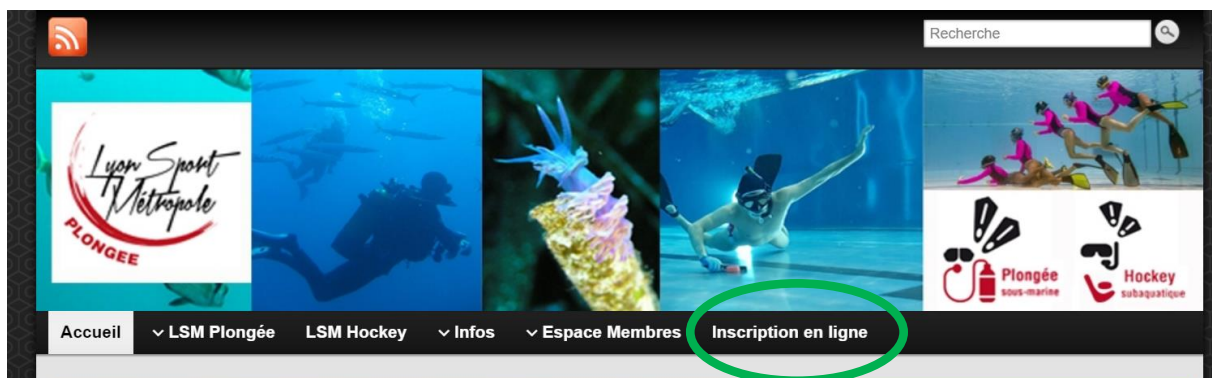 Recherche
Lyon Sport
Métropole
PLONGEE
Plongée
sous-marine
Hockey
subaquatique
Accueil LSM Plongée LSM Hockey Infos Espace Membres Inscription en ligne